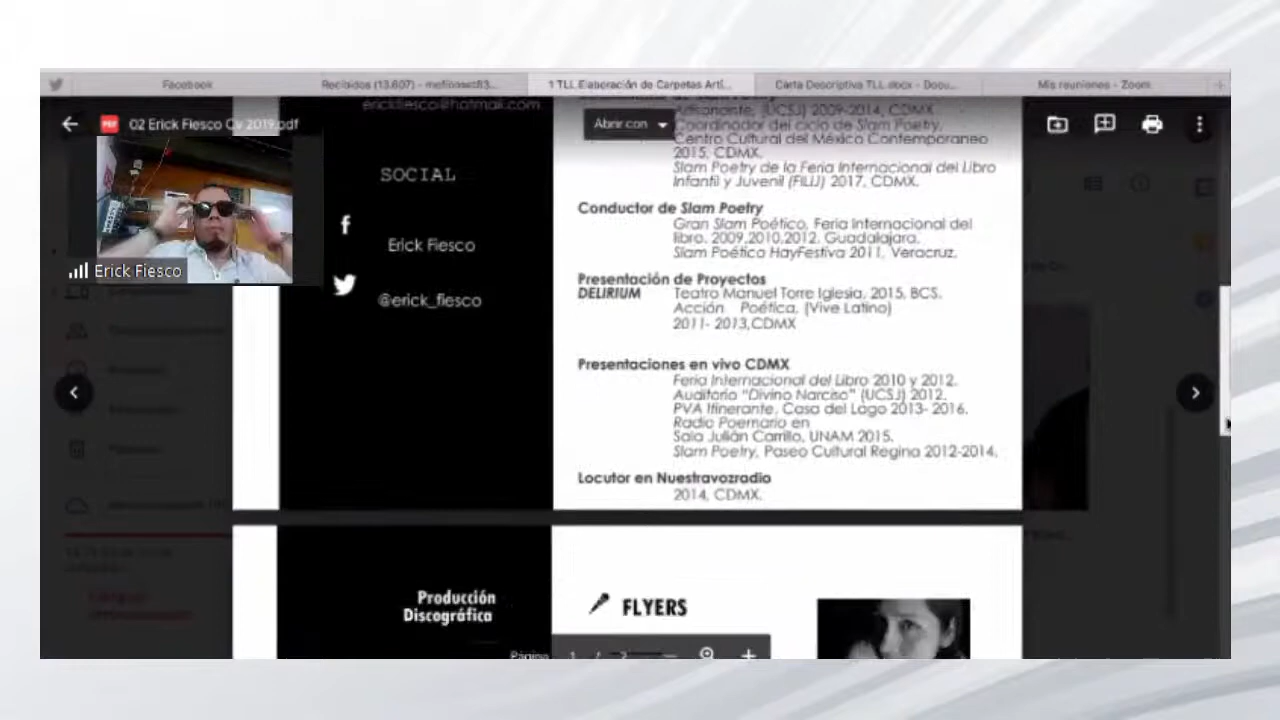 Facebook
1 TLL Elaboración de Carpetas Artí...
Carta Descriptiva TLL.docx - Docu...
Mis reuniones - Zoom
02 Erick Fiesco Cv 2019.pdf
Abrir con
Erick Fiesco
erickfiesco@hotmail.com
SOCIAL
Erick Fiesco
@erick_fiesco
(UCSJ) 2009-2014, CDMX.
Coordinador del ciclo de Slam Poetry,
Centro Cultural del México Contemporaneo
2015, CDMX.
Slam Poetry de la Feria Internacional del Libro
Infantil y Juvenil (FILIJ) 2017, CDMX.
Conductor de Slam Poetry
Gran Slam Poético, Feria Internacional del
libro. 2009,2010,2012. Guadalajara.
Slam Poético HayFestiva 2011, Veracruz.
Presentación de Proyectos
DELIRIUM Teatro Manuel Torre Iglesia, 2015, BCS.
Acción Poética, (Vive Latino)
2011- 2013,CDMX
Presentaciones en vivo CDMX
Feria Internacional del Libro 2010 y 2012.
Auditorio “Divino Narciso” (UCSJ) 2012.
PVA Itinerante, Casa del Lago 2013- 2016.
Radio Poemario en
Sala Julián Carrillo, UNAM 2015.
Slam Poetry, Paseo Cultural Regina 2012-2014.
Locutor en Nuestravozradio
2014, CDMX.
Producción
Discográfica
FLYERS
Página